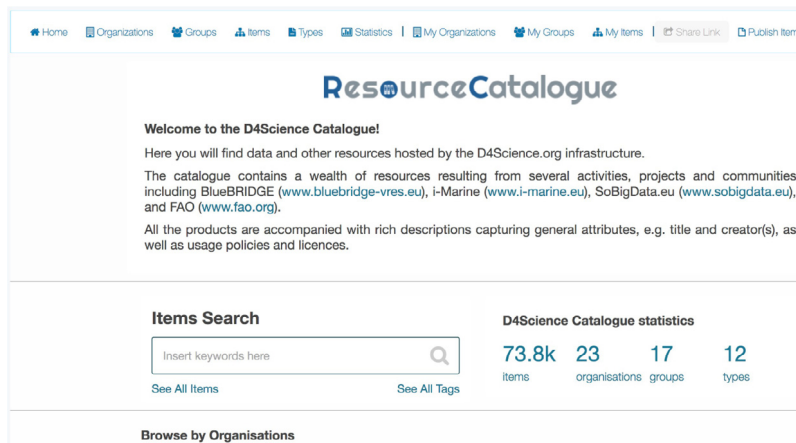 Home Organizations Groups Items Types Statistics My Organizations My Groups My Items Share Link Publish Item
ResourceCatalogue
Welcome to the D4Science Catalogue!
Here you will find data and other resources hosted by the D4Science.org infrastructure.
The catalogue contains a wealth of resources resulting from several activities, projects and communities
including BlueBRIDGE (www.bluebridge-vres.eu), i-Marine (www.i-marine.eu), SoBigData.eu (www.sobigdata.eu),
and FAO (www.fao.org).
All the products are accompanied with rich descriptions capturing general attributes, e.g. title and creator(s), as
well as usage policies and licences.
Items Search
Insert keywords here
See All Items See All Tags
D4Science Catalogue statistics
73.8k 23 17 12
items organisations groups types
Browse by Organisations